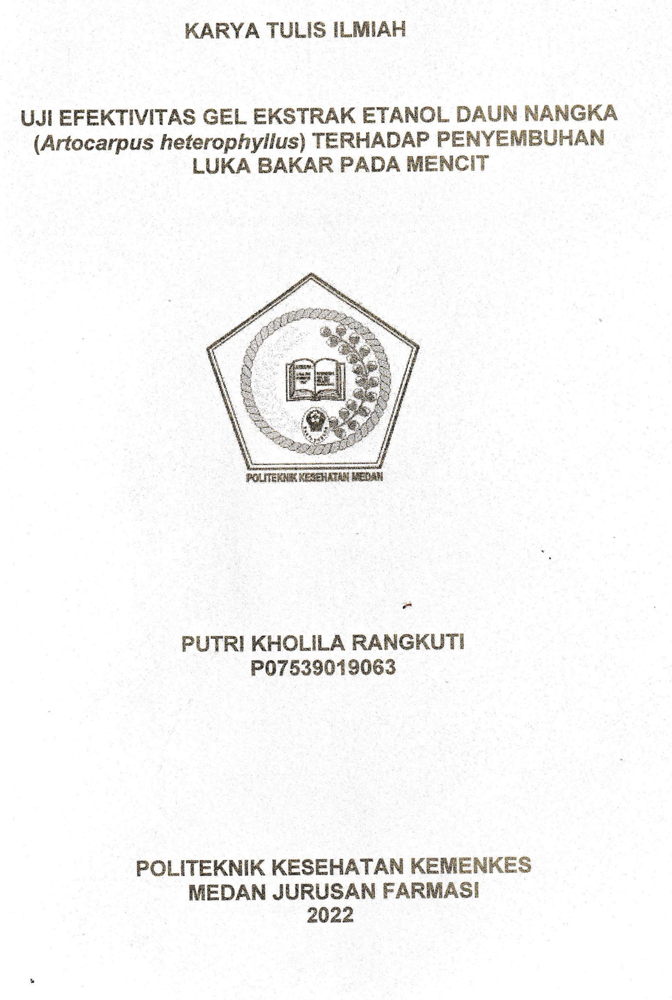 KARYA TULIS ILMIAH
UJI EFEKTIVITAS GEL EKSTRAK ETANOL DAUN NANGKA
(Artocarpus heterophyllus) TERHADAP PENYEMBUHAN
LUKA BAKAR PADA MENCIT
POLITEKNIK KESEHATAN MEDAN
PUTRI KHOLILA RANGKUTI
P07539019063
POLITEKNIK KESEHATAN KEMENKES
MEDAN JURUSAN FARMASI
2022